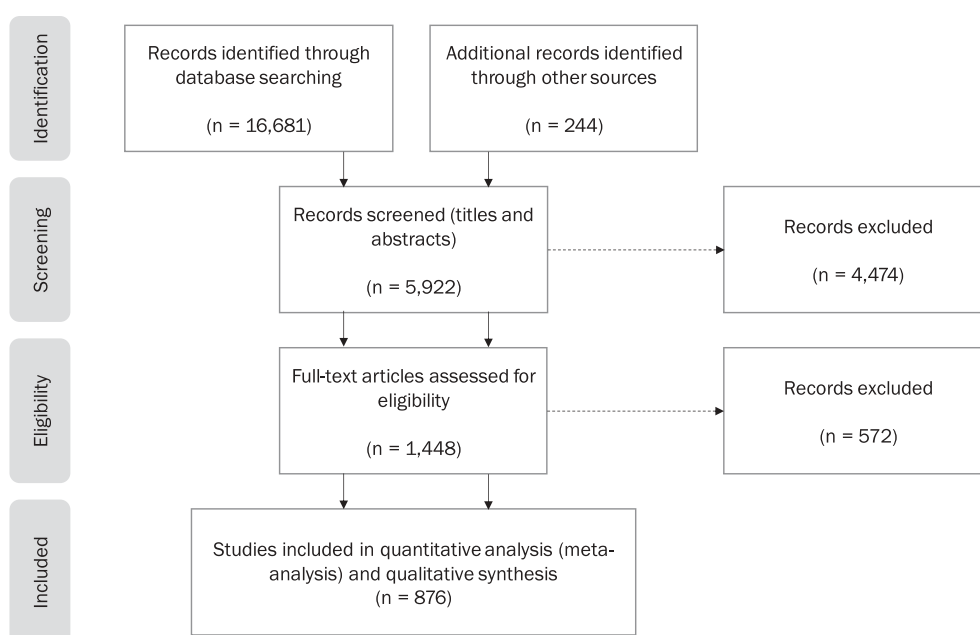 Identification
Records identified through
database searching
(n = 16,681)
Additional records identified
through other sources
(n = 244)
Screening
Records screened (titles and
abstracts)
(n = 5,922)
Records excluded
(n = 4,474)
Eligibility
Full-text articles assessed for
eligibility
(n = 1,448)
Records excluded
(n = 572)
Included
Studies included in quantitative analysis (meta-
analysis) and qualitative synthesis
(n = 876)